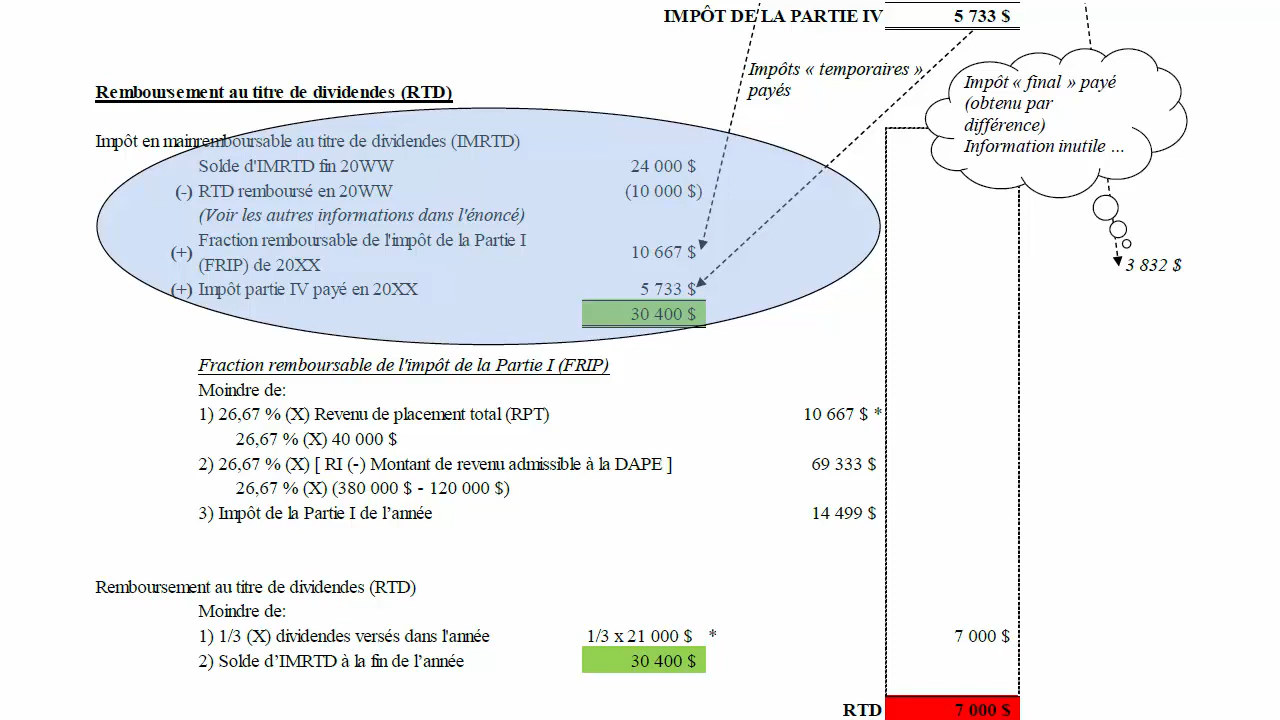 IMPÔT DE LA PARTIE IV 5 733 $
Impôts « temporaires »
payés
Impôt « final » payé
(obtenu par
différence)
Information inutile ...
3 832 $
Remboursement au titre de dividendes (RTD)
Impôt en main remboursable au titre de dividendes (IMRTD)
Solde d'IMRTD fin 20WW 24 000 $
(-) RTD remboursé en 20WW (10 000 $)
(Voir les autres informations dans l'énoncé)
Fraction remboursable de l'impôt de la Partie I
(+) 10 667 $
(FRIP) de 20XX
(+) Impôt partie IV payé en 20XX 5 733 $
30 400 $
Fraction remboursable de l'impôt de la Partie I (FRIP)
Moindre de:
1) 26,67 % (X) Revenu de placement total (RPT) 10 667 $ *
26,67 % (X) 40 000 $
2) 26,67 % (X) [ RI (-) Montant de revenu admissible à la DAPE ] 69 333 $
26,67 % (X) (380 000 $ - 120 000 $)
3) Impôt de la Partie I de l’année 14 499 $
Remboursement au titre de dividendes (RTD)
Moindre de:
1) 1/3 (X) dividendes versés dans l'année 1/3 x 21 000 $ * 7 000 $
2) Solde d’IMRTD à la fin de l’année 30 400 $
RTD 7 000 $